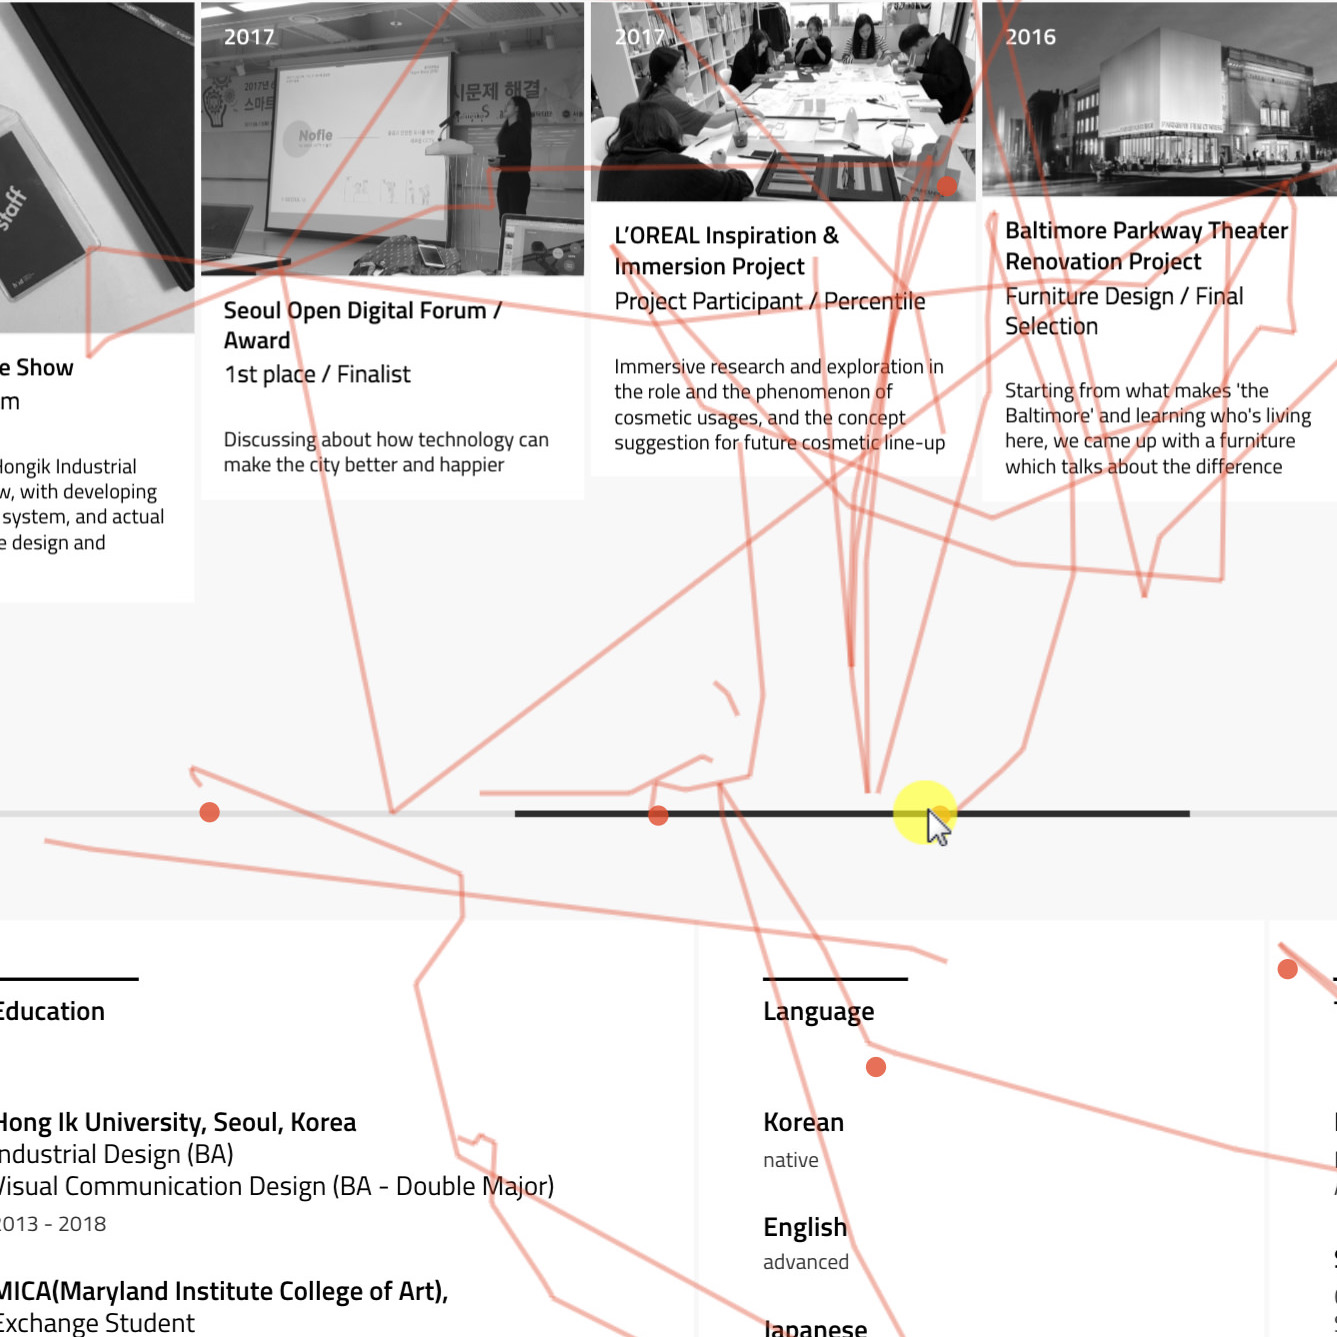 2017
2017
2016
2017년
스마트
시문제 해결
Nofie
staff
e Show
m
Hongik Industrial
w, with developing
system, and actual
e design and
Seoul Open Digital Forum /
Award
1st place / Finalist
Discussing about how technology can
make the city better and happier
L'OREAL Inspiration &
Immersion Project
Project Participant / Percentile
Immersive research and exploration in
the role and the phenomenon of
cosmetic usages, and the concept
suggestion for future cosmetic line-up
Baltimore Parkway Theater
Renovation Project
Furniture Design / Final
Selection
Starting from what makes 'the
Baltimore' and learning who's living
here, we came up with a furniture
which talks about the difference
Education
Hong Ik University, Seoul, Korea
Industrial Design (BA)
Visual Communication Design (BA - Double Major)
2013 - 2018
MICA(Maryland Institute College of Art),
Exchange Student
Language
Korean
native
English
advanced
Japanese